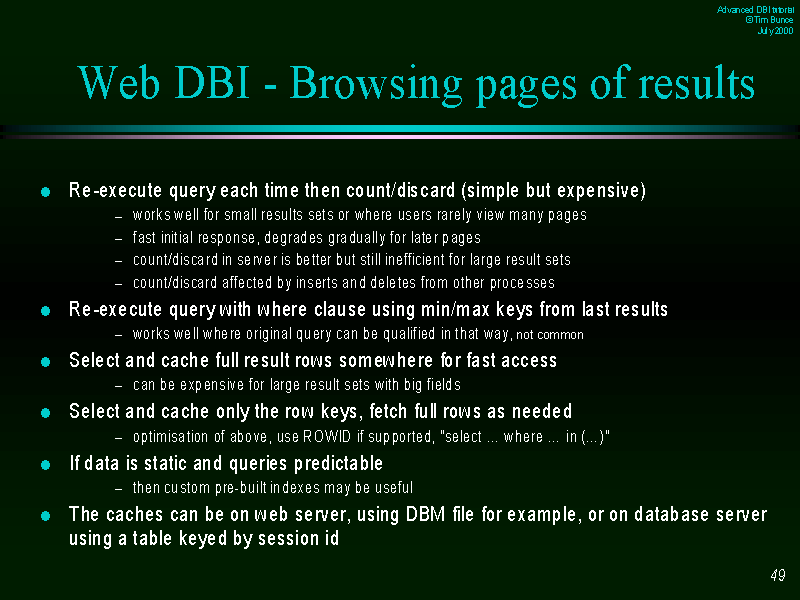 Advanced DBI tutorial
© Tim Bunce
July 2000
Web DBI - Browsing pages of results
● Re-execute query each time then count/discard (simple but expensive)
– works well for small results sets or where users rarely view many pages
– fast initial response, degrades gradually for later pages
– count/discard in server is better but still inefficient for large result sets
– count/discard affected by inserts and deletes from other processes
● Re-execute query with where clause using min/max keys from last results
– works well where original query can be qualified in that way, not common
● Select and cache full result rows somewhere for fast access
– can be expensive for large result sets with big fields
● Select and cache only the row keys, fetch full rows as needed
– optimisation of above, use ROWID if supported, "select ... where ... in (...)"
● If data is static and queries predictable
– then custom pre-built indexes may be useful
● The caches can be on web server, using DBM file for example, or on database server
using a table keyed by session id
49